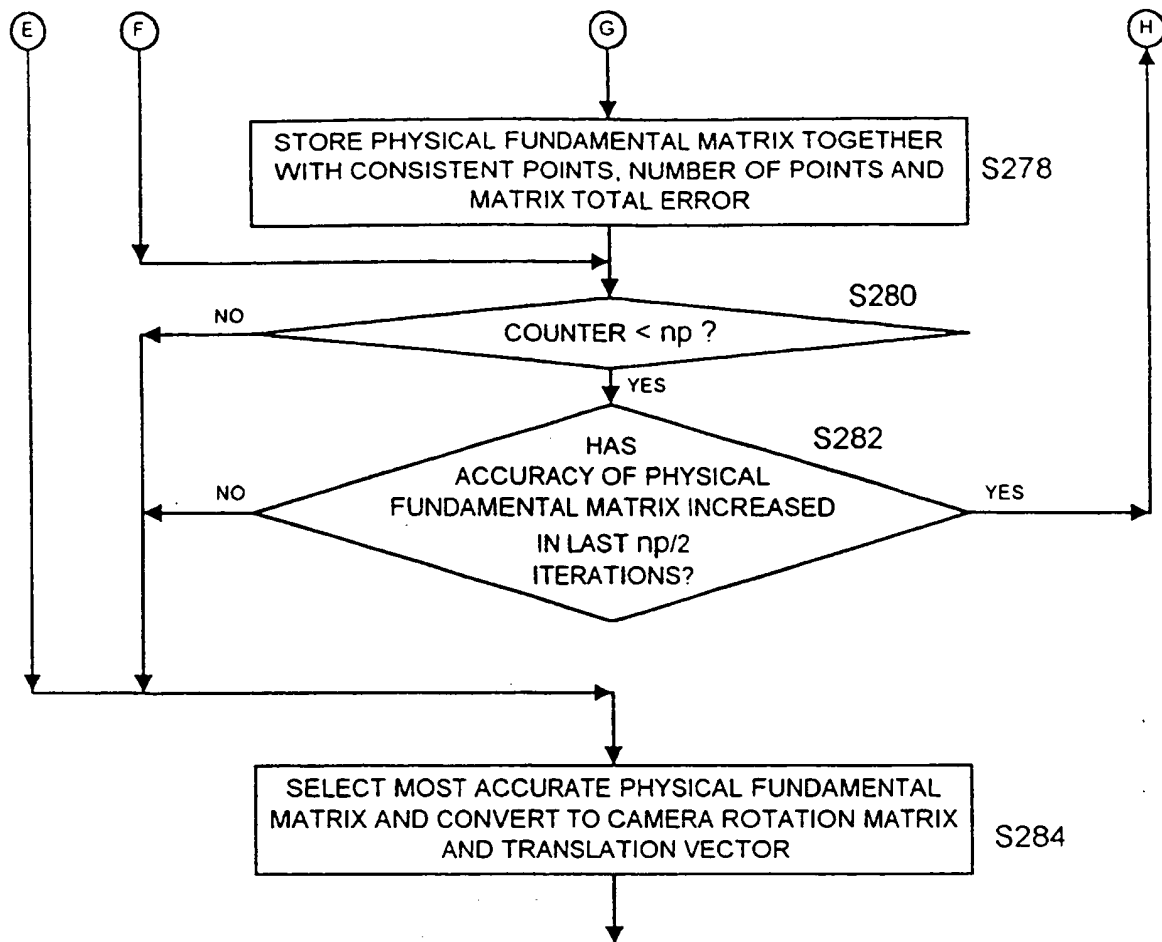 E
F
G
H
STORE PHYSICAL FUNDAMENTAL MATRIX TOGETHER
WITH CONSISTENT POINTS, NUMBER OF POINTS AND
MATRIX TOTAL ERROR
S278
S280
NO
COUNTER < np ?
YES
S282
HAS
ACCURACY OF PHYSICAL
FUNDAMENTAL MATRIX INCREASED
IN LAST np/2
ITERATIONS?
NO
YES
SELECT MOST ACCURATE PHYSICAL FUNDAMENTAL
MATRIX AND CONVERT TO CAMERA ROTATION MATRIX
AND TRANSLATION VECTOR
S284